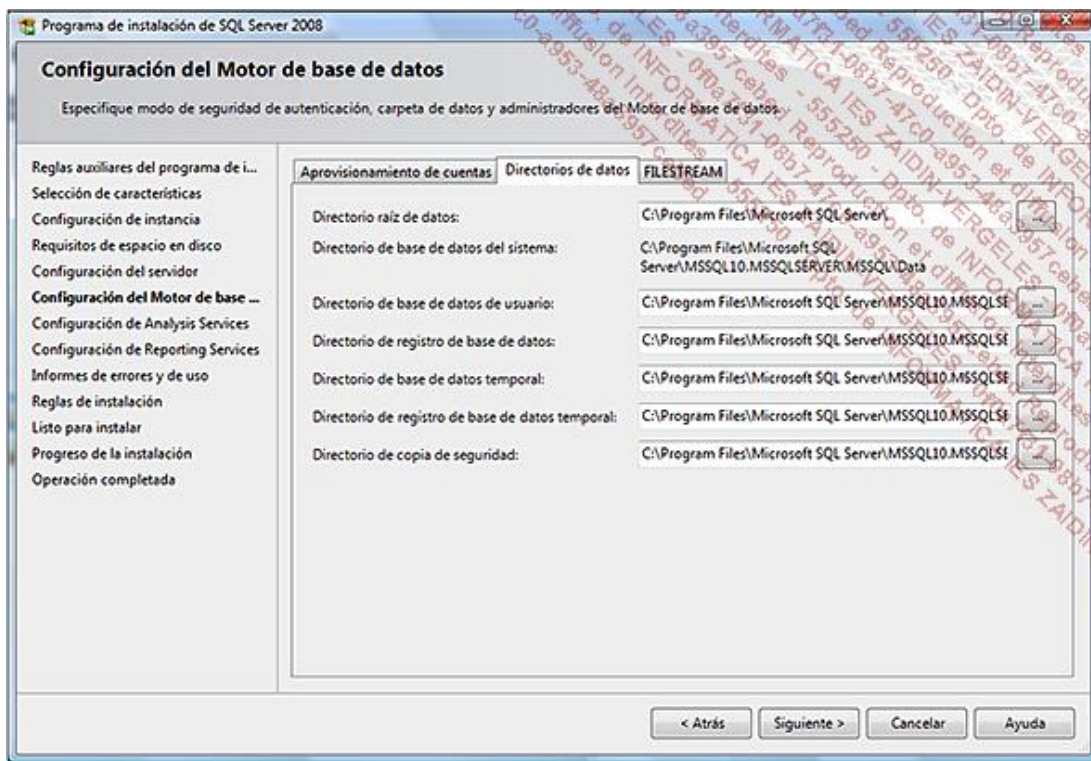 Programa de instalación de SQL Server 2008
Configuración del Motor de base de datos
Especifique modo de seguridad de autenticación, carpeta de datos y administradores del Motor de base de datos.
Reglas auxiliares del programa de i...
Selección de características
Configuración de instancia
Requisitos de espacio en disco
Configuración del servidor
Configuración del Motor de base ...
Configuración de Analysis Services
Configuración de Reporting Services
Informes de errores y de uso
Reglas de instalación
Listo para instalar
Progreso de la instalación
Operación completada
Aprovisionamiento de cuentas Directorios de datos FILESTREAM
Directorio raíz de datos: C:\Program Files\Microsoft SQL Server\ ...
Directorio de base de datos del sistema: C:\Program Files\Microsoft SQL
Server\MSSQL10.MSSQLSERVER\MSSQL\Data
Directorio de base de datos de usuario: C:\Program Files\Microsoft SQL Server\MSSQL10.MSSQLSE ...
Directorio de registro de base de datos: C:\Program Files\Microsoft SQL Server\MSSQL10.MSSQLSE ...
Directorio de base de datos temporal: C:\Program Files\Microsoft SQL Server\MSSQL10.MSSQLSE ...
Directorio de registro de base de datos temporal: C:\Program Files\Microsoft SQL Server\MSSQL10.MSSQLSE ...
Directorio de copia de seguridad: C:\Program Files\Microsoft SQL Server\MSSQL10.MSSQLSE ...
< Atrás Siguiente > Cancelar Ayuda